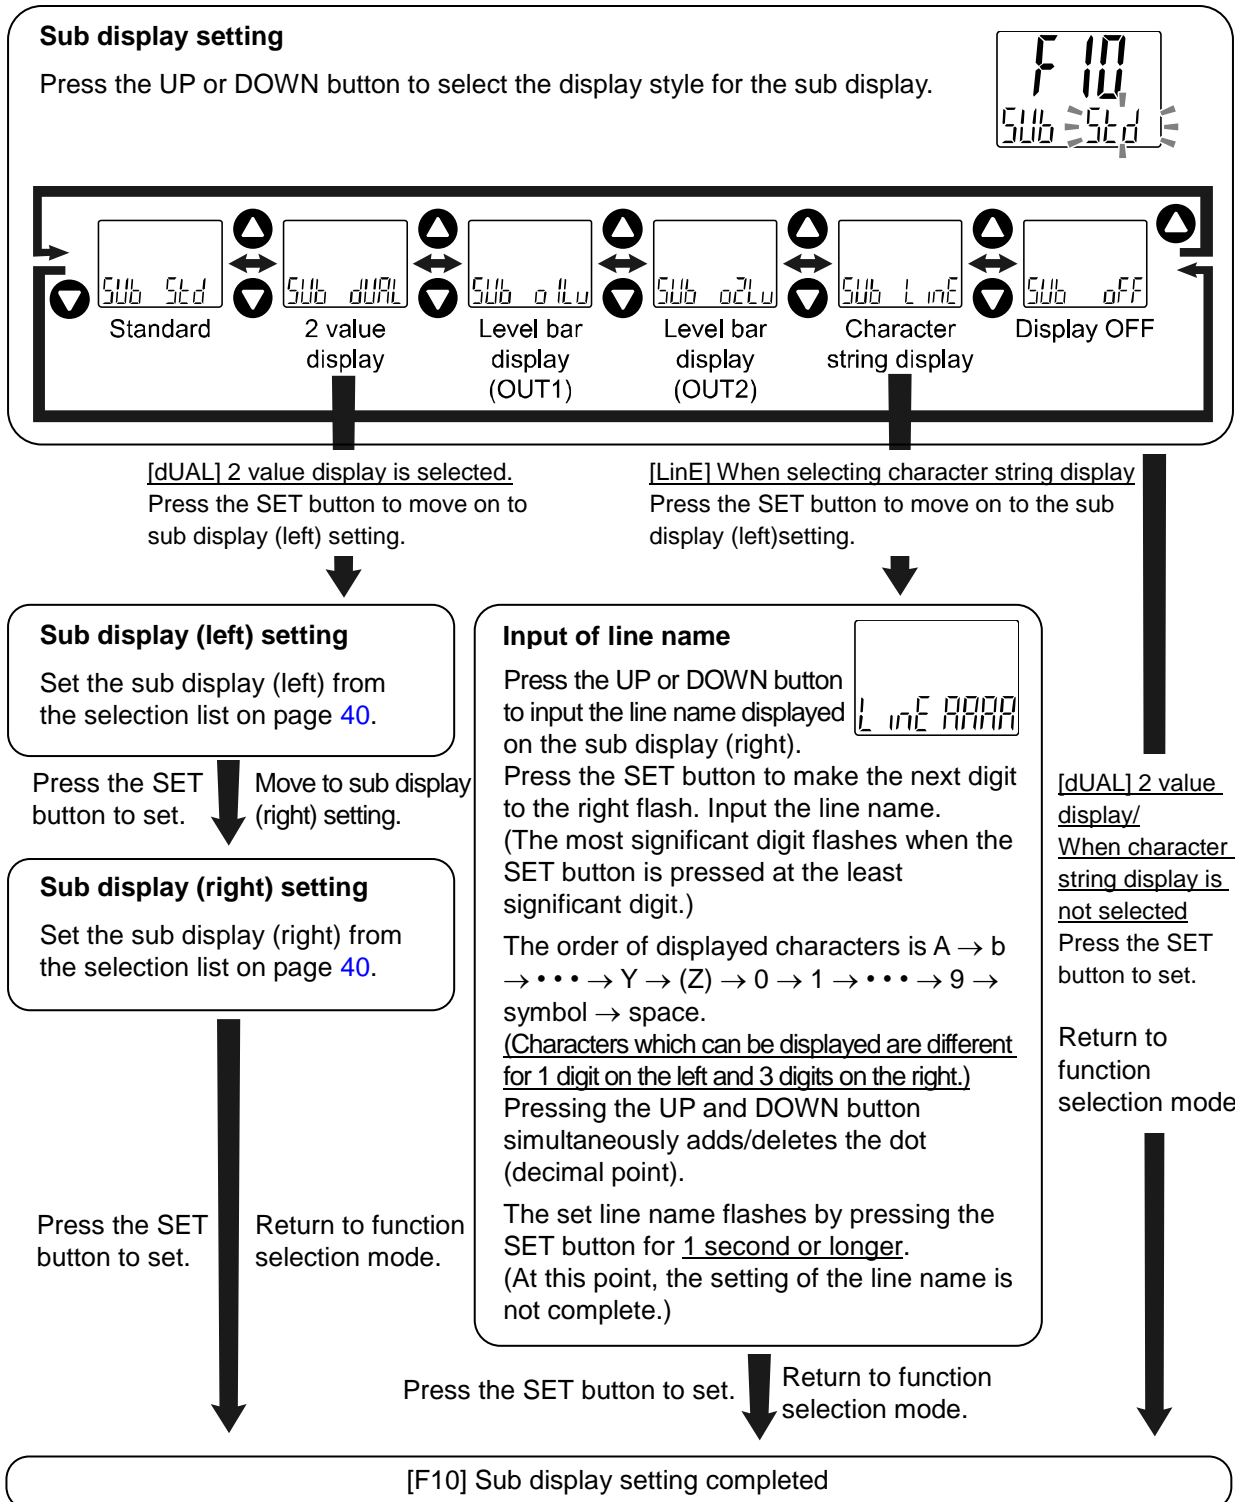 Sub display setting
Press the UP or DOWN button to select the display style for the sub display.
F 10
SUb Std
SUb Std
SUb dUAL
SUb o1Lu
SUb o2Lu
SUb LinE
SUb oFF
Standard
2 value
display
Level bar
display
(OUT1)
Level bar
display
(OUT2)
Character
string display
Display OFF
[dUAL] 2 value display is selected.
Press the SET button to move on to
sub display (left) setting.
[LinE] When selecting character string display
Press the SET button to move on to the sub
display (left)setting.
Sub display (left) setting
Set the sub display (left) from
the selection list on page 40.
Press the SET
button to set.
Move to sub display
(right) setting.
Sub display (right) setting
Set the sub display (right) from
the selection list on page 40.
Press the SET
button to set.
Return to function
selection mode.
Input of line name
LinE AAAA
Press the UP or DOWN button
to input the line name displayed
on the sub display (right).
Press the SET button to make the next digit
to the right flash. Input the line name.
(The most significant digit flashes when the
SET button is pressed at the least
significant digit.)
The order of displayed characters is A → b
→ • • • → Y → (Z) → 0 → 1 → • • • → 9 →
symbol → space.
(Characters which can be displayed are different
for 1 digit on the left and 3 digits on the right.)
Pressing the UP and DOWN button
simultaneously adds/deletes the dot
(decimal point).
The set line name flashes by pressing the
SET button for 1 second or longer.
(At this point, the setting of the line name is
not complete.)
Press the SET button to set.
Return to function
selection mode.
[dUAL] 2 value
display/
When character
string display is
not selected
Press the SET
button to set.
Return to
function
selection mode
[F10] Sub display setting completed